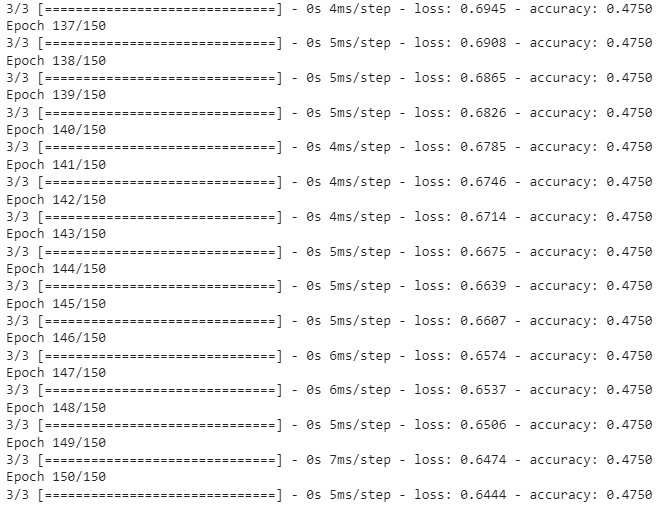 3/3 [==============================] - 0s 4ms/step - loss: 0.6945 - accuracy: 0.4750
Epoch 137/150
3/3 [==============================] - 0s 5ms/step - loss: 0.6908 - accuracy: 0.4750
Epoch 138/150
3/3 [==============================] - 0s 5ms/step - loss: 0.6865 - accuracy: 0.4750
Epoch 139/150
3/3 [==============================] - 0s 5ms/step - loss: 0.6826 - accuracy: 0.4750
Epoch 140/150
3/3 [==============================] - 0s 4ms/step - loss: 0.6785 - accuracy: 0.4750
Epoch 141/150
3/3 [==============================] - 0s 4ms/step - loss: 0.6746 - accuracy: 0.4750
Epoch 142/150
3/3 [==============================] - 0s 4ms/step - loss: 0.6714 - accuracy: 0.4750
Epoch 143/150
3/3 [==============================] - 0s 5ms/step - loss: 0.6675 - accuracy: 0.4750
Epoch 144/150
3/3 [==============================] - 0s 5ms/step - loss: 0.6639 - accuracy: 0.4750
Epoch 145/150
3/3 [==============================] - 0s 5ms/step - loss: 0.6607 - accuracy: 0.4750
Epoch 146/150
3/3 [==============================] - 0s 6ms/step - loss: 0.6574 - accuracy: 0.4750
Epoch 147/150
3/3 [==============================] - 0s 6ms/step - loss: 0.6537 - accuracy: 0.4750
Epoch 148/150
3/3 [==============================] - 0s 5ms/step - loss: 0.6506 - accuracy: 0.4750
Epoch 149/150
3/3 [==============================] - 0s 7ms/step - loss: 0.6474 - accuracy: 0.4750
Epoch 150/150
3/3 [==============================] - 0s 5ms/step - loss: 0.6444 - accuracy: 0.4750